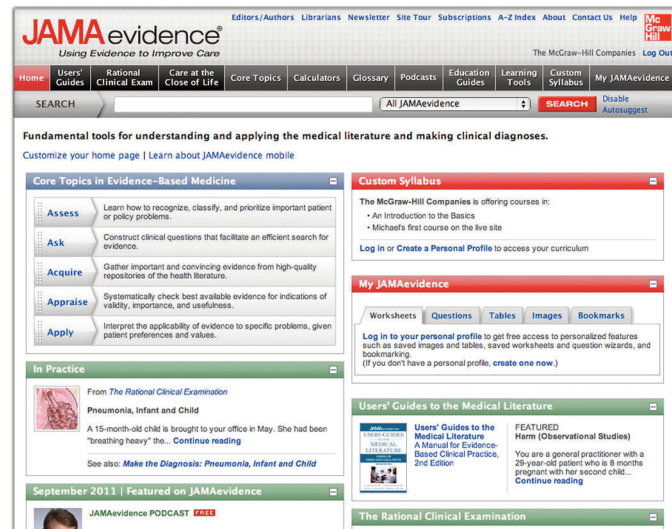 Editors/Authors Librarians Newsletter Site Tour Subscriptions A-Z Index About Contact Us Help
Mc
Graw
Hill
JAMAevidence®
Using Evidence to Improve Care
The McGraw-Hill Companies Log Out
Home Users' Guides Rational Clinical Exam Care at the Close of Life Core Topics Calculators Glossary Podcasts Education Guides Learning Tools Custom Syllabus My JAMAevidence
SEARCH All JAMAevidence SEARCH Disable Autosuggest
Fundamental tools for understanding and applying the medical literature and making clinical diagnoses.
Customize your home page | Learn about JAMAevidence mobile
Core Topics in Evidence-Based Medicine
Assess
Learn how to recognize, classify, and prioritize important patient
or policy problems.
Ask
Construct clinical questions that facilitate an efficient search for
evidence.
Acquire
Gather important and convincing evidence from high-quality
repositories of the health literature.
Appraise
Systematically check best available evidence for indications of
validity, importance, and usefulness.
Apply
Interpret the applicability of evidence to specific problems, given
patient preferences and values.
In Practice
From The Rational Clinical Examination
Pneumonia, Infant and Child
A 15-month-old child is brought to your office in May. She had been
"breathing heavy" the... Continue reading
See also: Make the Diagnosis: Pneumonia, Infant and Child
September 2011 | Featured on JAMAevidence
JAMAevidence PODCAST FREE
Custom Syllabus
The McGraw-Hill Companies is offering courses in:
• An Introduction to the Basics
• Michael's first course on the live site
Log in or Create a Personal Profile to access your curriculum
My JAMAevidence
Worksheets Questions Tables Images Bookmarks
Log in to your personal profile to get free access to personalized features
such as saved images and tables, saved worksheets and question wizards, and
bookmarking.
(If you don't have a personal profile, create one now.)
Users' Guides to the Medical Literature
JAMAevidence
USERS' GUIDES
TO THE
MEDICAL
LITERATURE
Users' Guides to the
Medical Literature
A Manual for Evidence-
Based Clinical Practice,
2nd Edition
FEATURED
Harm (Observational Studies)
You are a general practitioner with a
29-year-old patient who is 8 months
pregnant with her second child...
Continue reading
The Rational Clinical Examination